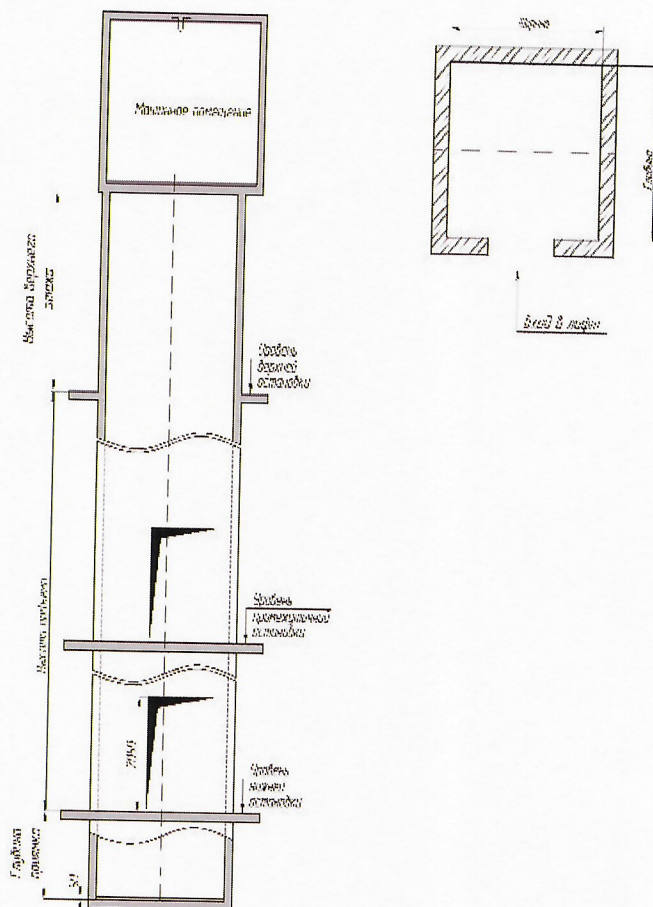 Машинное помещение
Ширина
Глубина
Вход в лифт
Высота верхнего
этажа
Уровень
верхней
остановки
Высота подъема
Уровень
промежуточной
остановки
Уровень
нижней
остановки
Глубина
приямка